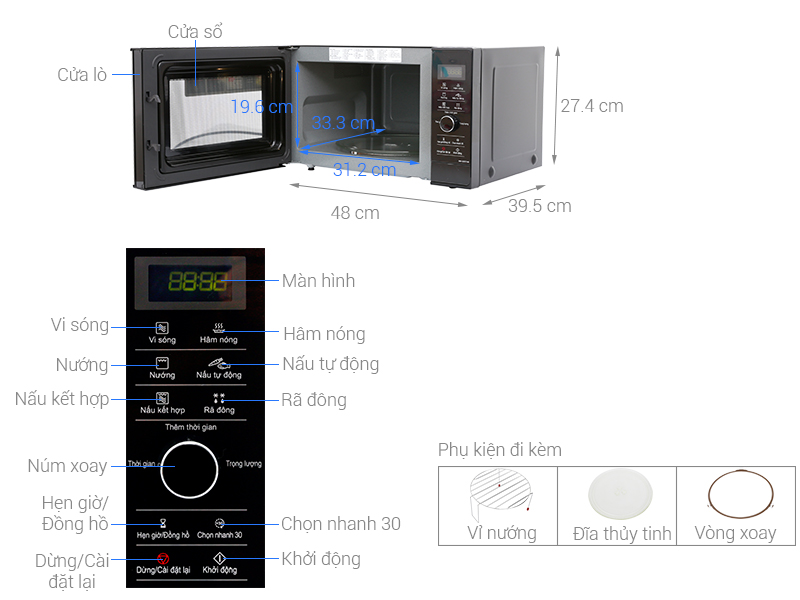 Cửa sổ
Cửa lò
19.6 cm
33.3 cm
31.2 cm
27.4 cm
48 cm
39.5 cm
Màn hình
Vi sóng
Vi sóng
Hâm nóng
Hâm nóng
Nướng
Nướng
Nấu tự động
Nấu tự động
Nấu kết hợp
Nấu kết hợp
Rã đông
Rã đông
Thêm thời gian
Núm xoay
Thời gian
Trọng lượng
Hẹn giờ/
Đồng hồ
Hẹn giờ/Đồng hồ
Chọn nhanh 30
Chọn nhanh 30
Dừng/Cài
đặt lại
Dừng/Cài đặt lại
Khởi động
Khởi động
Phụ kiện đi kèm
Vỉ nướng
Đĩa thủy tinh
Vòng xoay